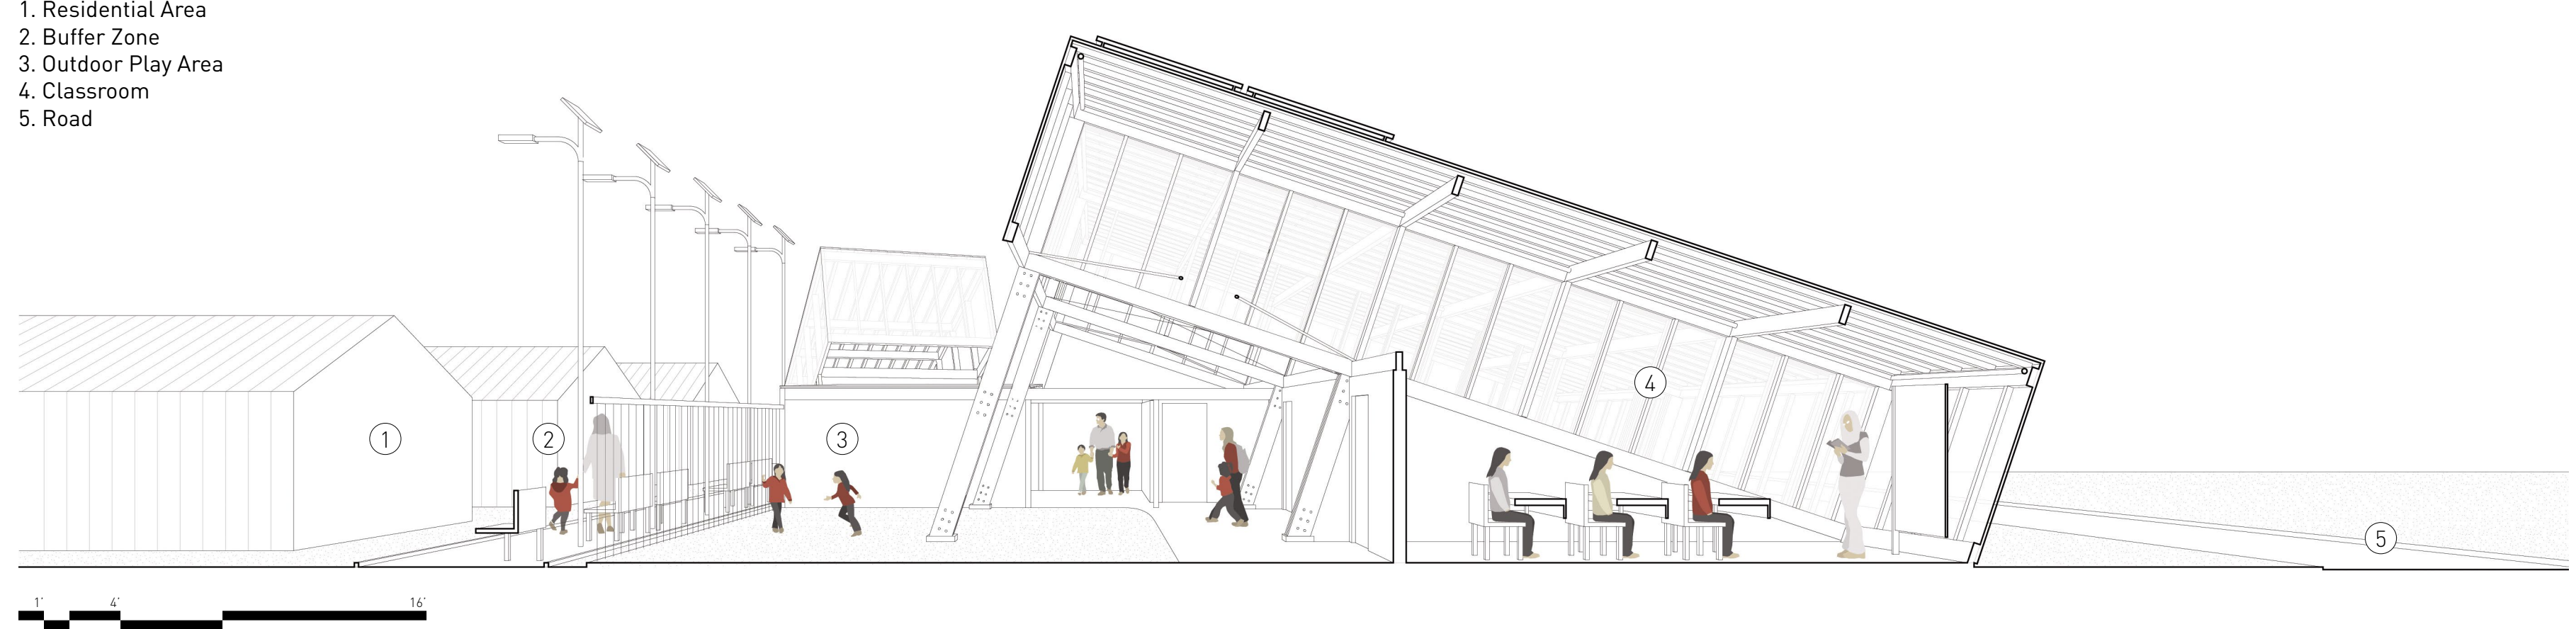 1. Residential Area
2. Buffer Zone
3. Outdoor Play Area
4. Classroom
5. Road
4
1
2
3
5
1' 4' 16'